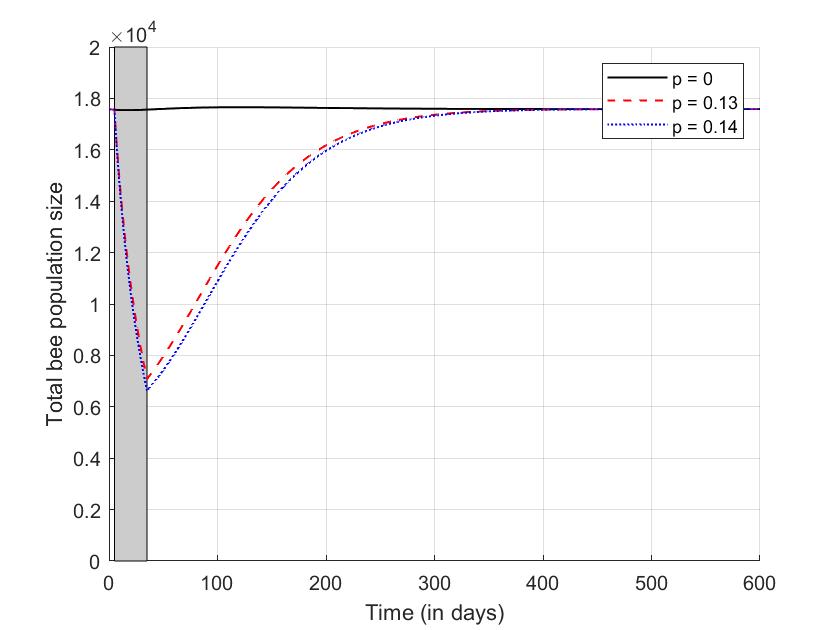 ×10⁴
2
1.8
1.6
1.4
1.2
1
0.8
0.6
0.4
0.2
0
Total bee population size
p = 0
p = 0.13
p = 0.14
0 100 200 300 400 500 600
Time (in days)